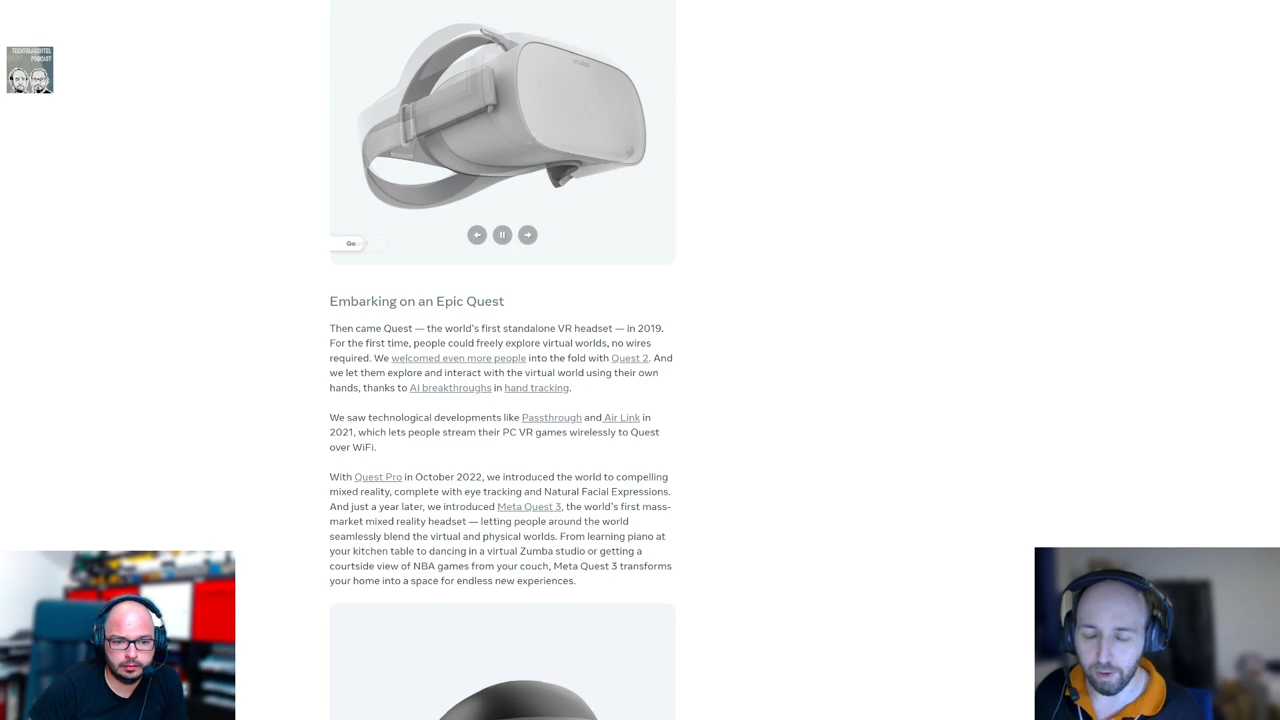 TECHTELMECHTEL
PODCAST
oculus
Go
Embarking on an Epic Quest
Then came Quest — the world's first standalone VR headset — in 2019.
For the first time, people could freely explore virtual worlds, no wires
required. We welcomed even more people into the fold with Quest 2. And
we let them explore and interact with the virtual world using their own
hands, thanks to AI breakthroughs in hand tracking.
We saw technological developments like Passthrough and Air Link in
2021, which lets people stream their PC VR games wirelessly to Quest
over WiFi.
With Quest Pro in October 2022, we introduced the world to compelling
mixed reality, complete with eye tracking and Natural Facial Expressions.
And just a year later, we introduced Meta Quest 3, the world's first mass-
market mixed reality headset — letting people around the world
seamlessly blend the virtual and physical worlds. From learning piano at
your kitchen table to dancing in a virtual Zumba studio or getting a
courtside view of NBA games from your couch, Meta Quest 3 transforms
your home into a space for endless new experiences.